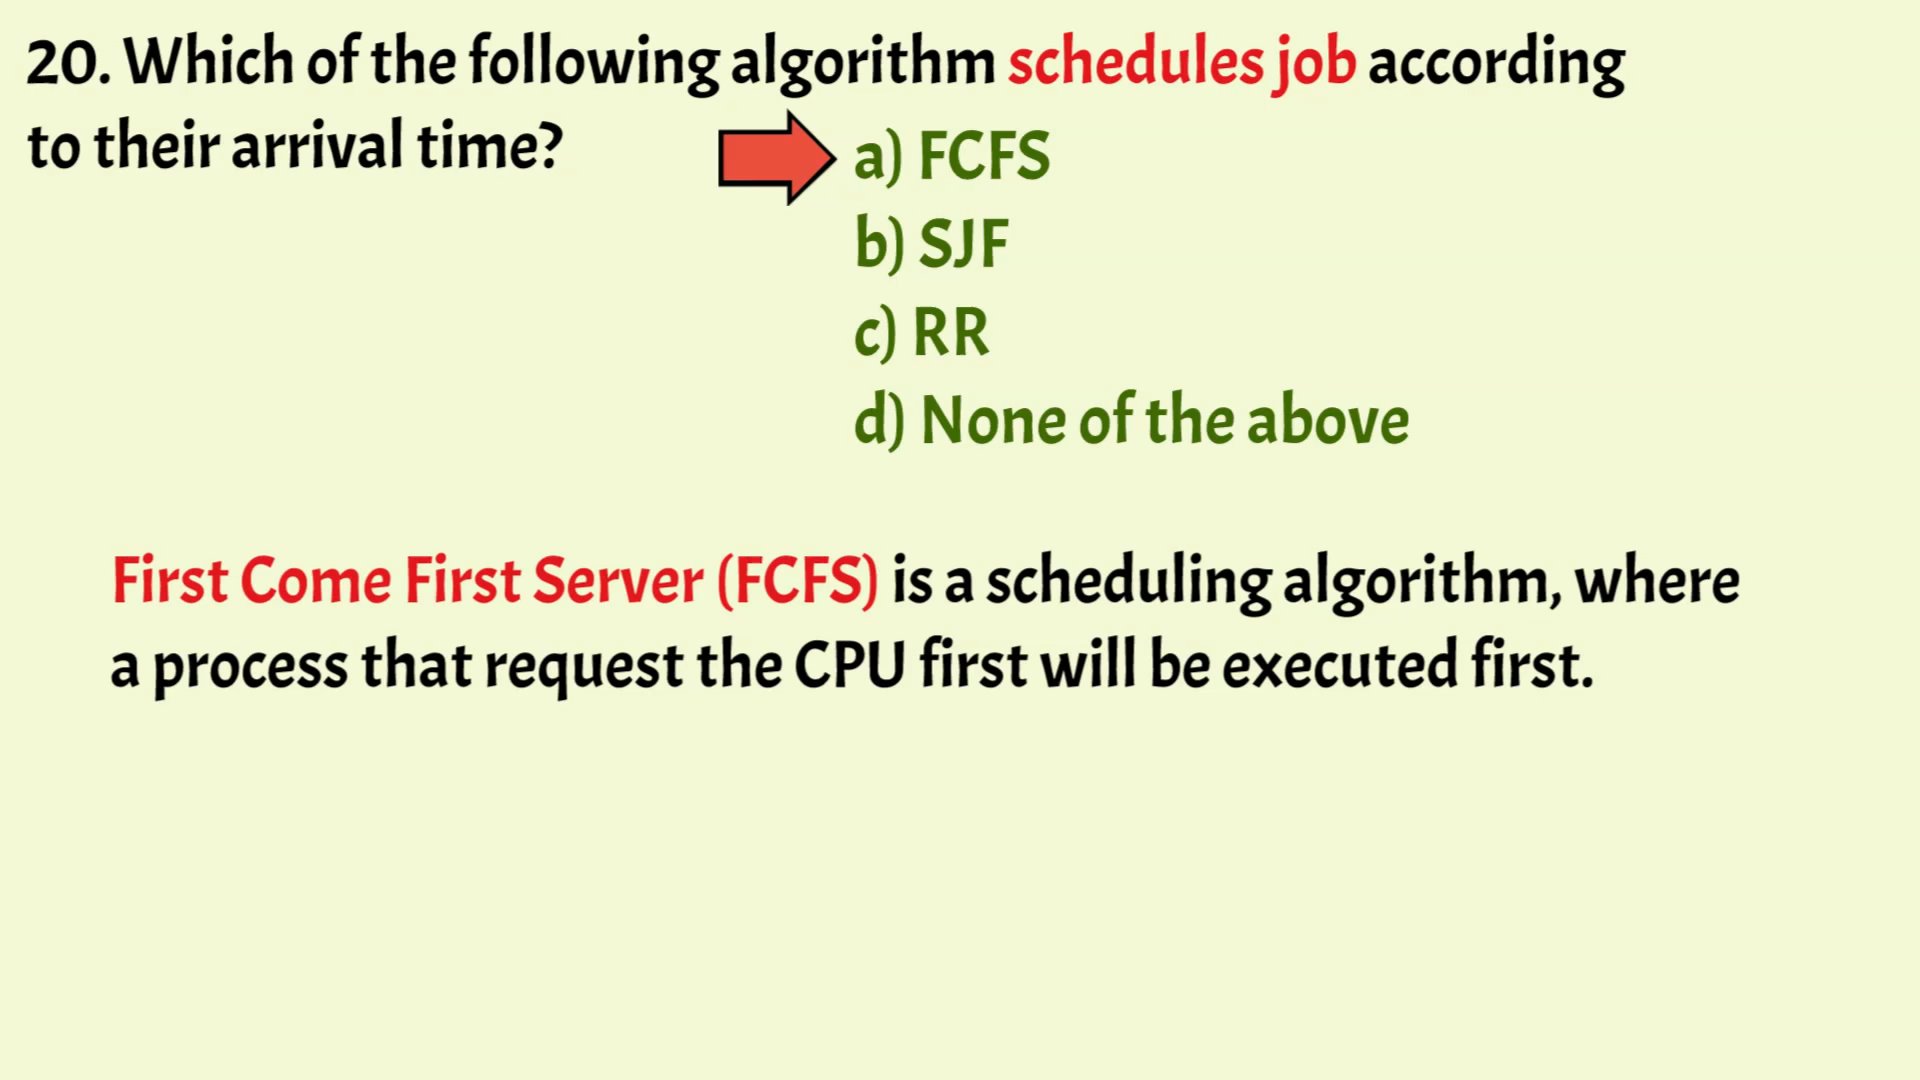 20. Which of the following algorithm schedules job according
to their arrival time?
a) FCFS
b) SJF
c) RR
d) None of the above
First Come First Server (FCFS) is a scheduling algorithm, where
a process that request the CPU first will be executed first.